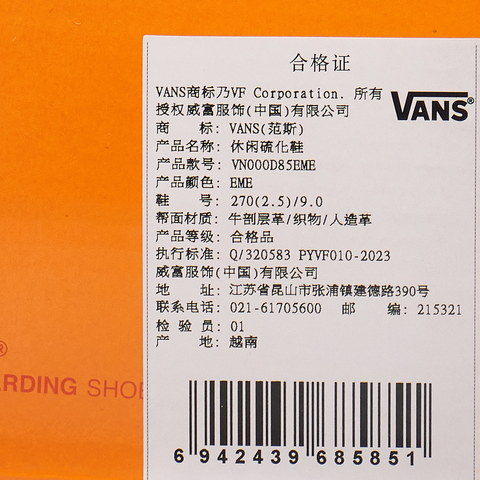 合格证
VANS商标乃VF Corporation. 所有
授权威富服饰(中国)有限公司
VANS®
商 标: VANS(范斯)
产品名称: 休闲硫化鞋
产品款号: VN000D85EME
产品颜色: EME
鞋 号: 270(2.5)/9.0
帮面材质: 牛剖层革/织物/人造革
产品等级: 合格品
执行标准: Q/320583 PYVF010-2023
威富服饰(中国)有限公司
地 址: 江苏省昆山市张浦镇建德路390号
联系电话: 021-61705600 邮 编: 215321
检 验 员: 01
产 地: 越南
®
ARDING SHOE
6 942439 685851